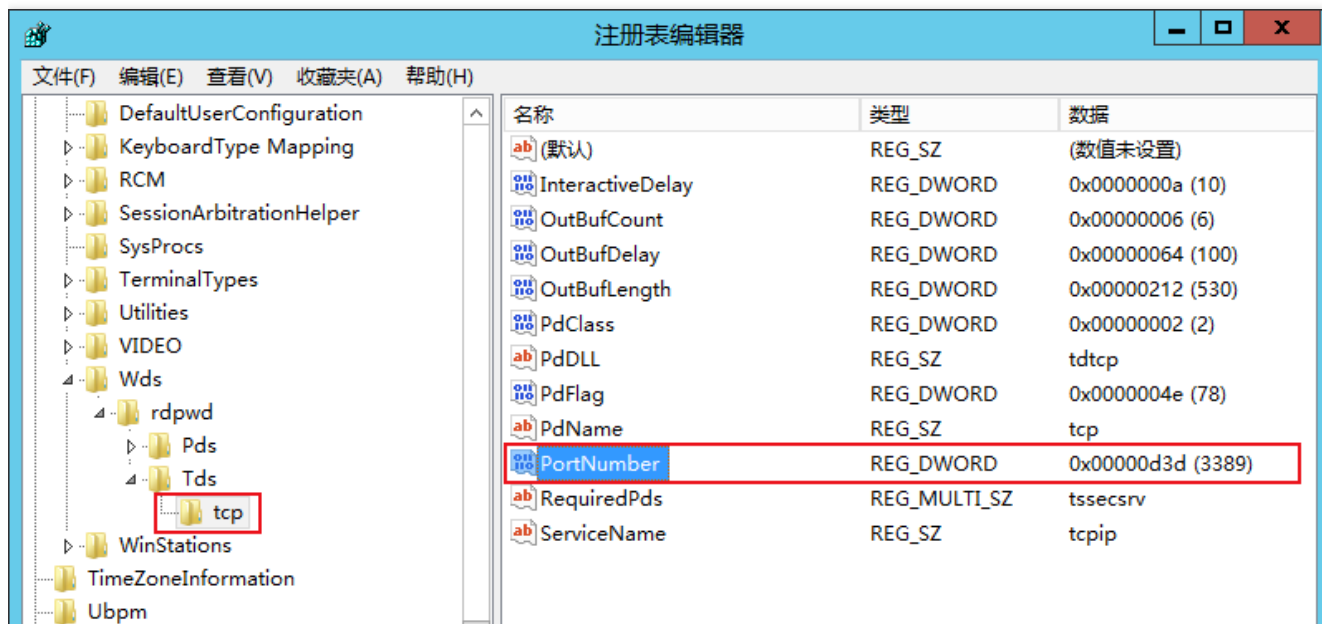 注册表编辑器
文件(F) 编辑(E) 查看(V) 收藏夹(A) 帮助(H)
DefaultUserConfiguration
KeyboardType Mapping
RCM
SessionArbitrationHelper
SysProcs
TerminalTypes
Utilities
VIDEO
Wds
rdpwd
Pds
Tds
tcp
WinStations
TimeZoneInformation
Ubpm
名称 类型 数据
(默认) REG_SZ (数值未设置)
InteractiveDelay REG_DWORD 0x0000000a (10)
OutBufCount REG_DWORD 0x00000006 (6)
OutBufDelay REG_DWORD 0x00000064 (100)
OutBufLength REG_DWORD 0x00000212 (530)
PdClass REG_DWORD 0x00000002 (2)
PdDLL REG_SZ tdtcp
PdFlag REG_DWORD 0x0000004e (78)
PdName REG_SZ tcp
PortNumber REG_DWORD 0x00000d3d (3389)
RequiredPds REG_MULTI_SZ tssecsrv
ServiceName REG_SZ tcpip